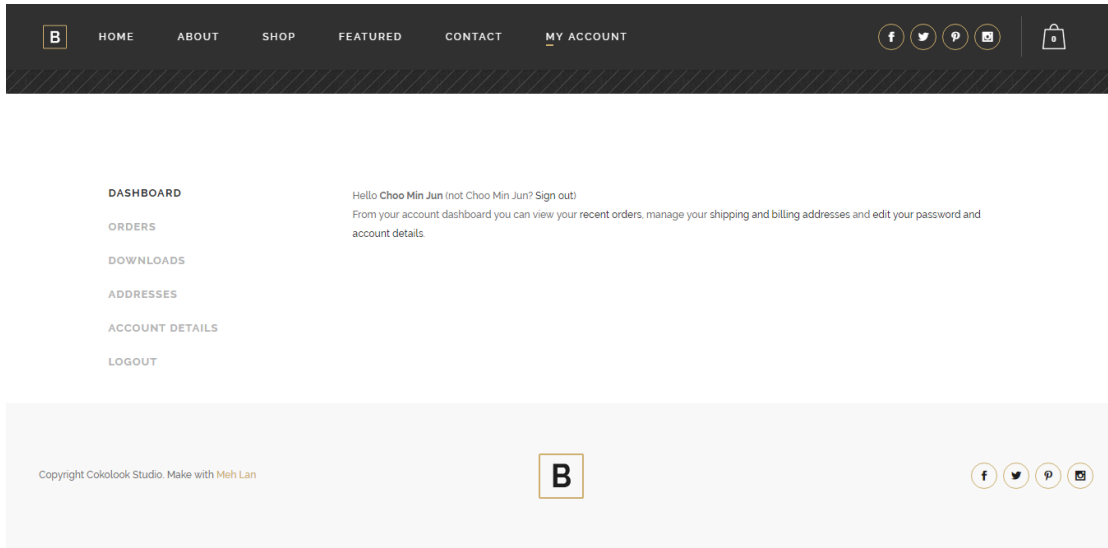 B HOME ABOUT SHOP FEATURED CONTACT MY ACCOUNT 0
DASHBOARD
ORDERS
DOWNLOADS
ADDRESSES
ACCOUNT DETAILS
LOGOUT
Hello Choo Min Jun (not Choo Min Jun? Sign out)
From your account dashboard you can view your recent orders, manage your shipping and billing addresses and edit your password and
account details.
Copyright Cokolook Studio. Make with Meh Lan
B